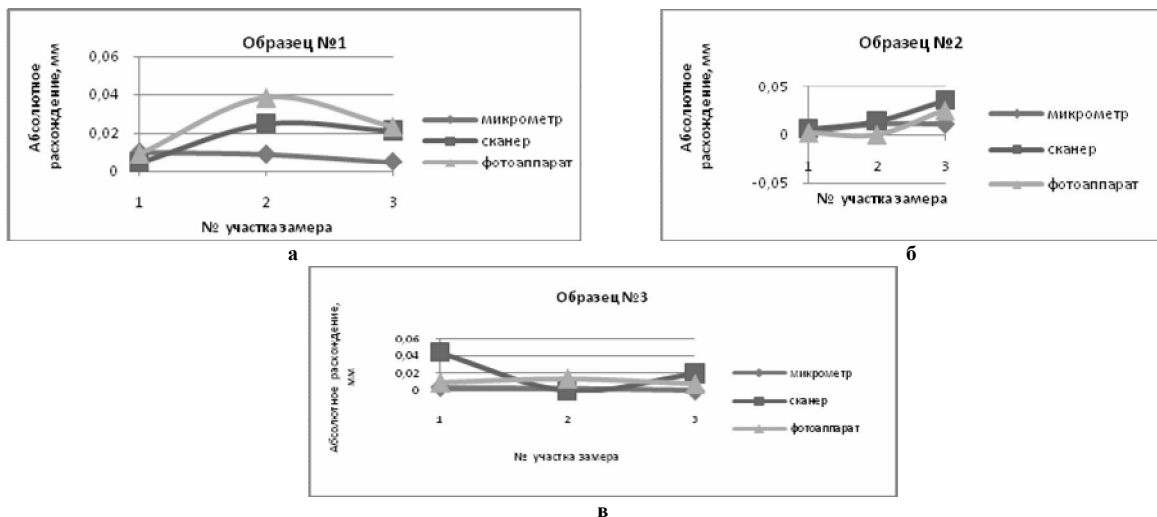 Образец №1
Абсолютное
расхождение, мм
0,06
0,04
0,02
0
1
2
3
№ участка замера
микрометр
сканер
фотоаппарат
а
Образец №2
Абсолютное
расхождение, мм
0,05
0
-0,05
1
2
3
№ участка замера
микрометр
сканер
фотоаппарат
б
Образец №3
Абсолютное расхождение,
мм
0,06
0,04
0,02
0
1
2
3
№ участка замера
микрометр
сканер
фотоаппарат
в